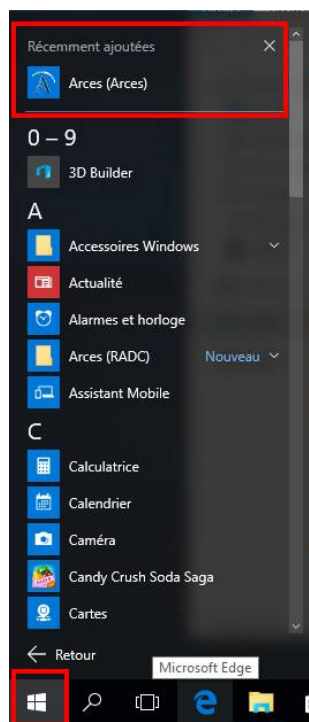 Récemment ajoutées
Arces (Arces)
0 – 9
3D Builder
A
Accessoires Windows
Actualité
Alarmes et horloge
Arces (RADC) Nouveau
Assistant Mobile
C
Calculatrice
Calendrier
Caméra
Candy Crush Soda Saga
Cartes
Retour
Microsoft Edge